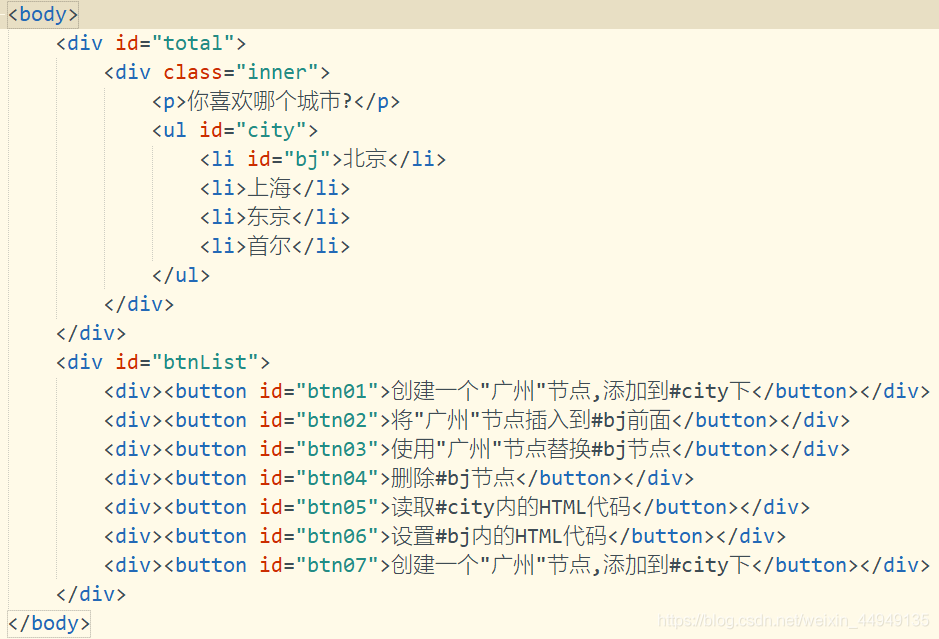 <body>
<div id="total">
<div class="inner">
<p>你喜欢哪个城市?</p>
<ul id="city">
<li id="bj">北京</li>
<li>上海</li>
<li>东京</li>
<li>首尔</li>
</ul>
</div>
</div>
<div id="btnList">
<div><button id="btn01">创建一个"广州"节点,添加到#city下</button></div>
<div><button id="btn02">将"广州"节点插入到#bj前面</button></div>
<div><button id="btn03">使用"广州"节点替换#bj节点</button></div>
<div><button id="btn04">删除#bj节点</button></div>
<div><button id="btn05">读取#city内的HTML代码</button></div>
<div><button id="btn06">设置#bj内的HTML代码</button></div>
<div><button id="btn07">创建一个"广州"节点,添加到#city下</button></div>
</div>
</body>
https://blog.csdn.net/weixin_44949135